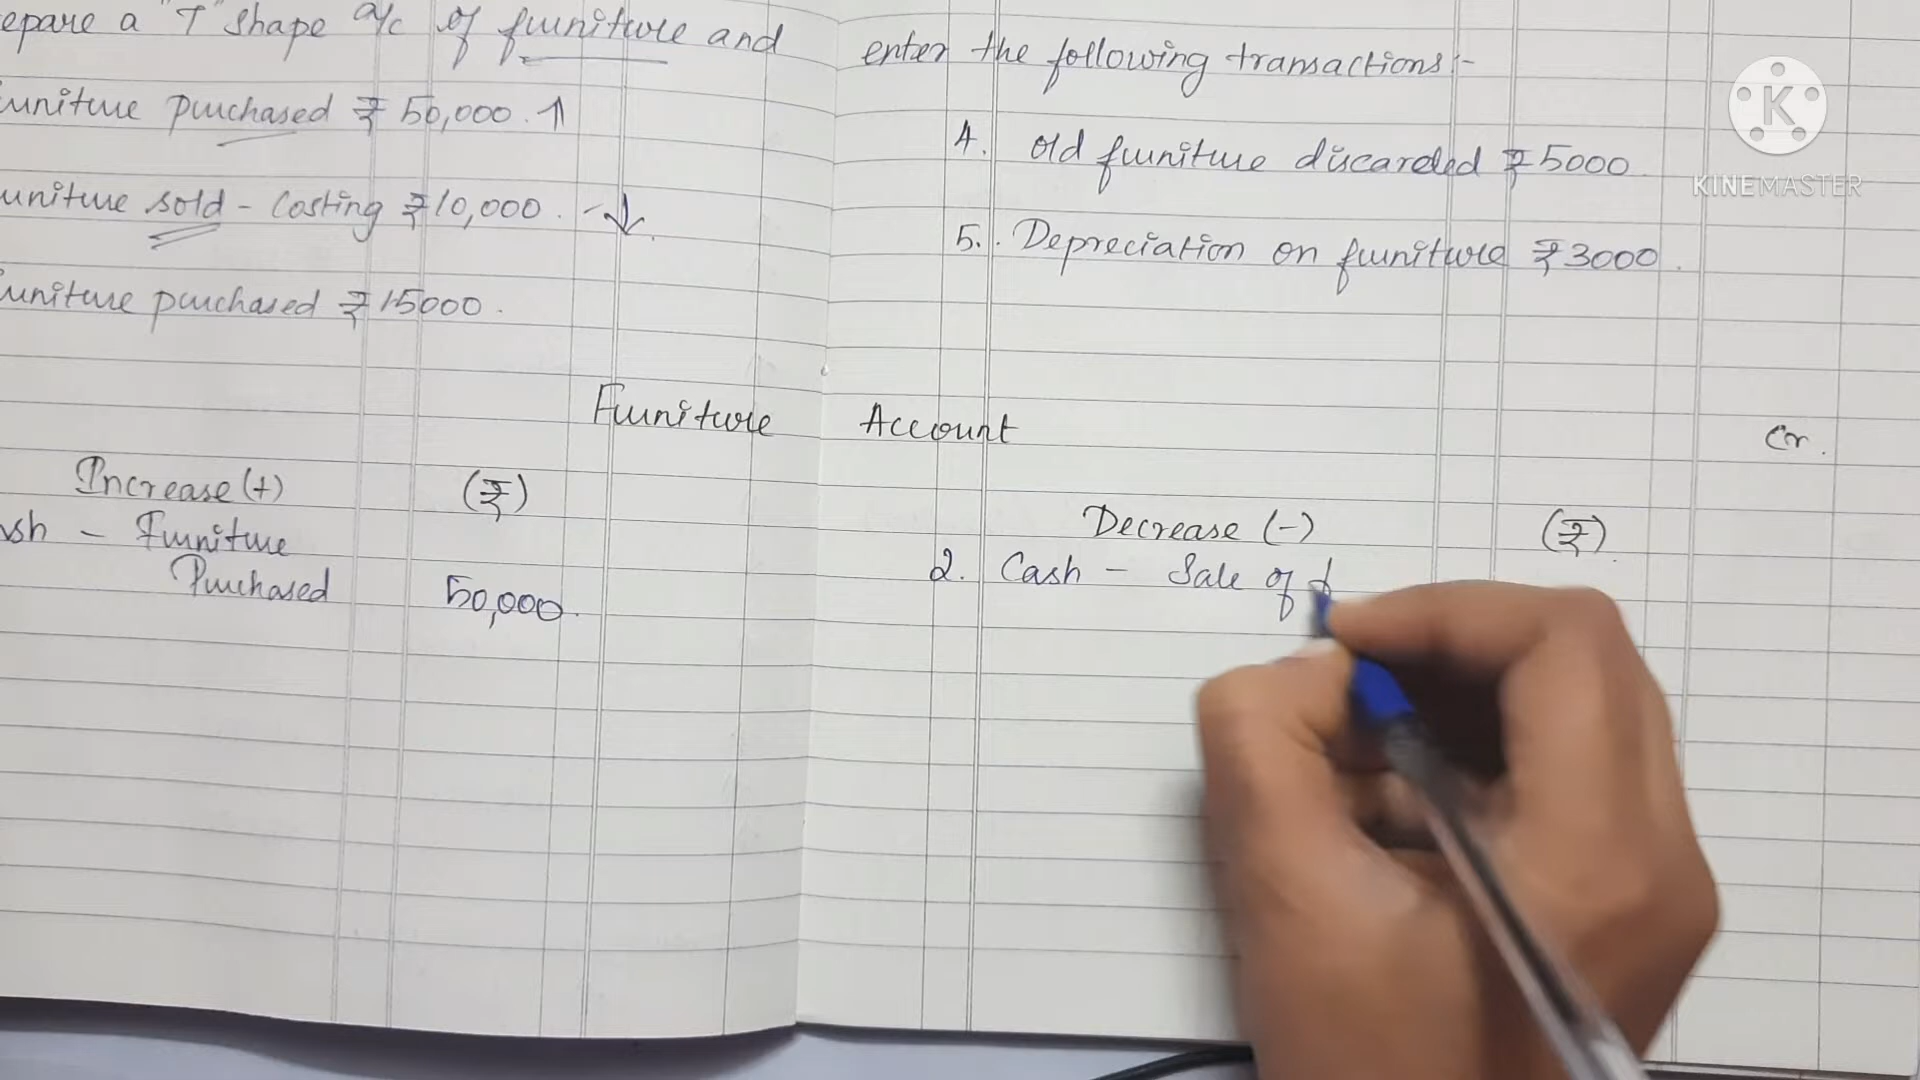 epare a "T" shape a/c of furniture and enter the following transactions:-
urniture purchased ₹ 50,000. ↑
urniture sold - Costing ₹ 10,000. - ↓
urniture purchased ₹ 15000.
4. Old furniture discarded ₹ 5000
5. Depreciation on furniture ₹ 3000.
Furniture Account
Cr.
Increase (+) (₹)
ash - Furniture
Purchased 50,000.
Decrease (-) (₹)
2. Cash - Sale of f
K
KINEMASTER